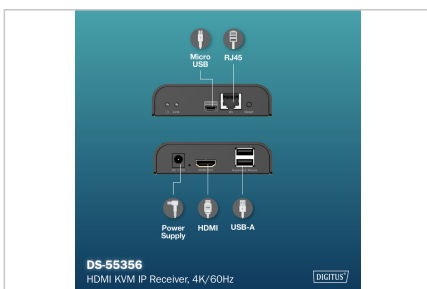 Micro
USB
RJ45
Power
Supply
HDMI
USB-A
DS-55356
HDMI KVM IP Receiver, 4K/60Hz
DIGITUS